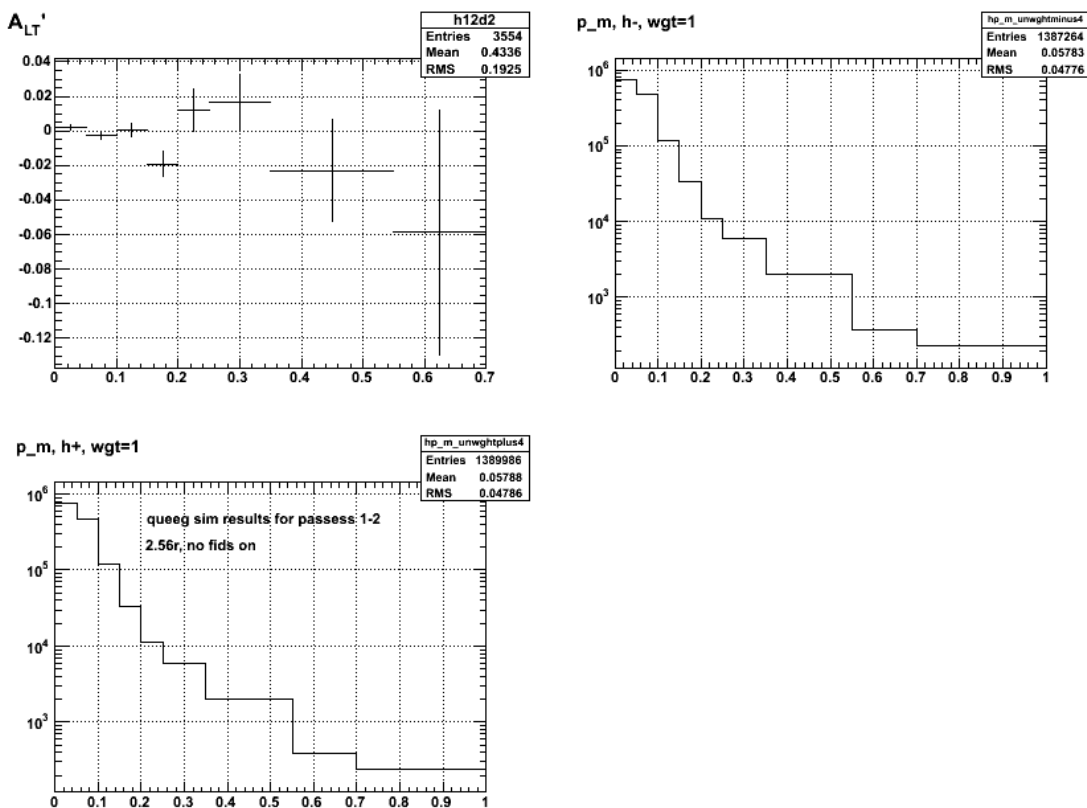 A_LT'
h12d2
Entries 3554
Mean 0.4336
RMS 0.1925
0.04
0.02
0
-0.02
-0.04
-0.06
-0.08
-0.1
-0.12
0 0.1 0.2 0.3 0.4 0.5 0.6 0.7
p_m, h-, wgt=1
hp_m_unwghtminus4
Entries 1387264
Mean 0.05783
RMS 0.04776
10^6
10^5
10^4
10^3
0 0.1 0.2 0.3 0.4 0.5 0.6 0.7 0.8 0.9 1
p_m, h+, wgt=1
hp_m_unwghtplus4
Entries 1389986
Mean 0.05788
RMS 0.04786
10^6
queeg sim results for passess 1-2
2.56r, no fids on
10^5
10^4
10^3
0 0.1 0.2 0.3 0.4 0.5 0.6 0.7 0.8 0.9 1